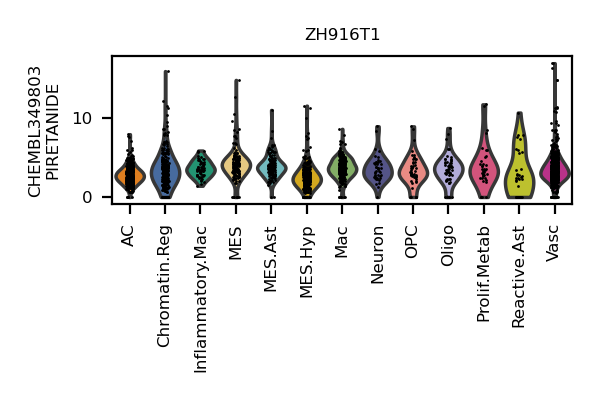 ZH916T1
CHEMBL349803
PIRETANIDE
10
0
AC
Chromatin.Reg
Inflammatory.Mac
MES
MES.Ast
MES.Hyp
Mac
Neuron
OPC
Oligo
Prolif.Metab
Reactive.Ast
Vasc